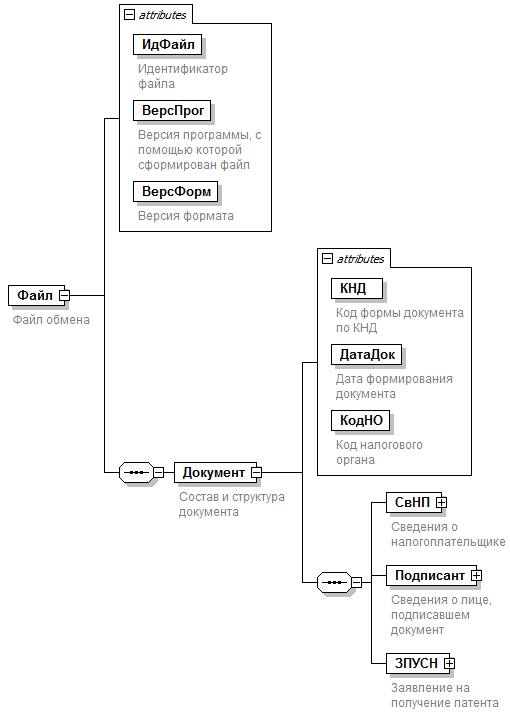 attributes
ИдФайл
Идентификатор
файла
ВерсПрог
Версия программы, с
помощью которой
сформирован файл
ВерсФорм
Версия формата
Файл
Файл обмена
attributes
КНД
Код формы документа
по КНД
ДатаДок
Дата формирования
документа
КодНО
Код налогового
органа
Документ
Состав и структура
документа
СвНП
Сведения о
налогоплательщике
Подписант
Сведения о лице,
подписавшем
документ
ЗПУСН
Заявление на
получение патента